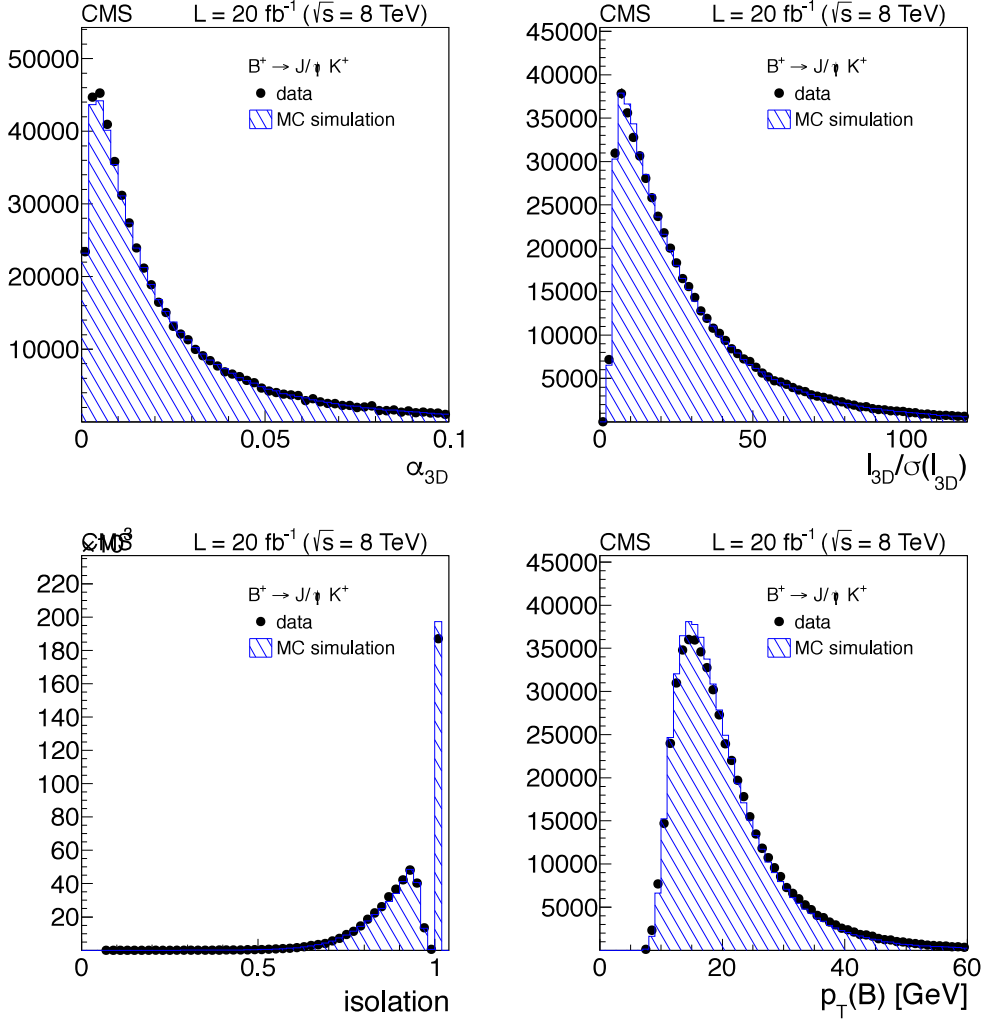 CMS L = 20 fb⁻¹ (√s = 8 TeV)
B⁺ → J/ψ K⁺
data
MC simulation
50000
40000
30000
20000
10000
0 0.05 0.1
α3D
CMS L = 20 fb⁻¹ (√s = 8 TeV)
B⁺ → J/ψ K⁺
data
MC simulation
45000
40000
35000
30000
25000
20000
15000
10000
5000
0 50 100
l3D/σ(l3D)
×10³
CMS L = 20 fb⁻¹ (√s = 8 TeV)
B⁺ → J/ψ K⁺
data
MC simulation
220
200
180
160
140
120
100
80
60
40
20
0 0.5 1
isolation
CMS L = 20 fb⁻¹ (√s = 8 TeV)
B⁺ → J/ψ K⁺
data
MC simulation
45000
40000
35000
30000
25000
20000
15000
10000
5000
0 20 40 60
pT(B) [GeV]